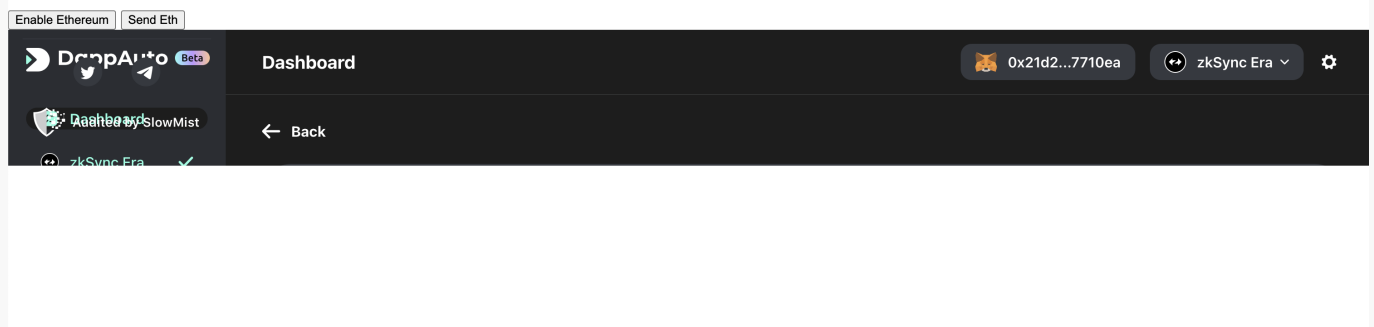 Enable Ethereum Send Eth
DappAuto Beta
Dashboard
0x21d2...7710ea
zkSync Era
Dashboard
Audited by SlowMist
Back
zkSync Era